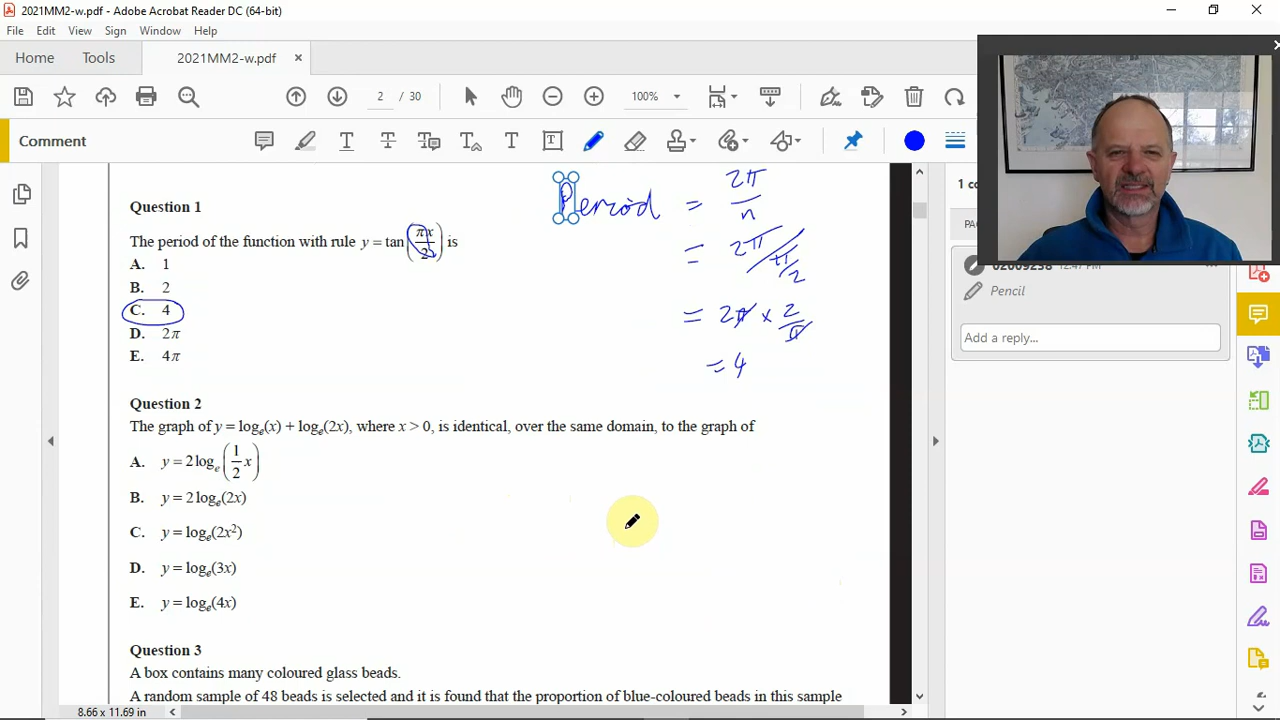 2021MM2-w.pdf - Adobe Acrobat Reader DC (64-bit)
File Edit View Sign Window Help
Home Tools 2021MM2-w.pdf ×
2 / 30 100%
Comment
Question 1
The period of the function with rule y = tan(πx/2) is
A. 1
B. 2
C. 4
D. 2π
E. 4π
Period = 2π/n
= 2π/π/2
= 2π × 2/π
= 4
Question 2
The graph of y = logₑ(x) + logₑ(2x), where x > 0, is identical, over the same domain, to the graph of
A. y = 2 logₑ(1/2 x)
B. y = 2 logₑ(2x)
C. y = logₑ(2x²)
D. y = logₑ(3x)
E. y = logₑ(4x)
Question 3
A box contains many coloured glass beads.
A random sample of 48 beads is selected and it is found that the proportion of blue-coloured beads in this sample
8.66 x 11.69 in
Pencil
Add a reply...